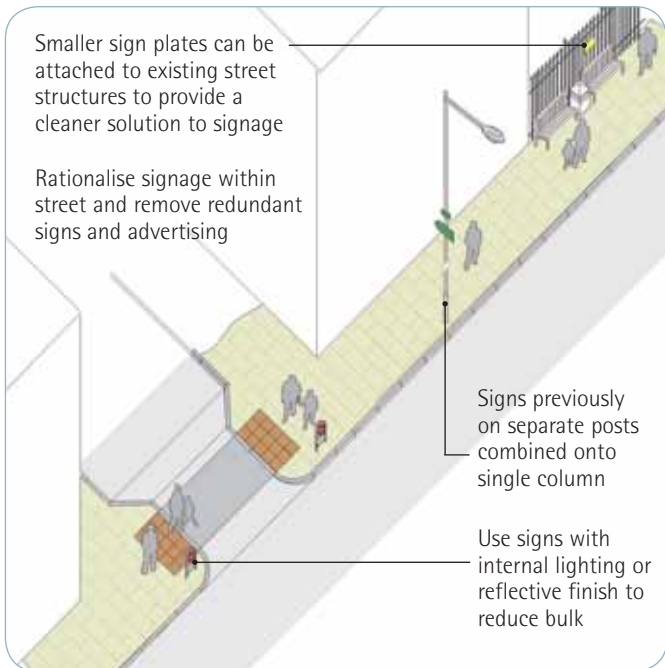 Smaller sign plates can be
attached to existing street
structures to provide a
cleaner solution to signage
Rationalise signage within
street and remove redundant
signs and advertising
Signs previously
on separate posts
combined onto
single column
Use signs with
internal lighting or
reflective finish to
reduce bulk